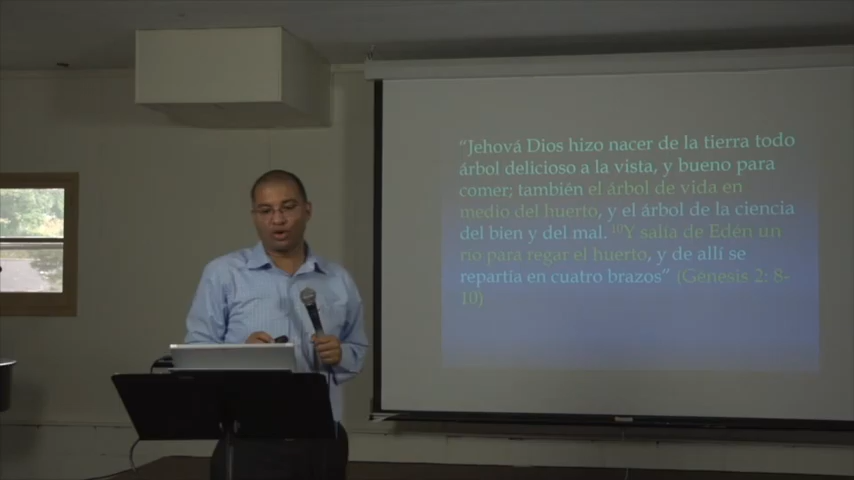 “Jehová Dios hizo nacer de la tierra todo
árbol delicioso a la vista, y bueno para
comer; también el árbol de vida en
medio del huerto, y el árbol de la ciencia
del bien y del mal. ¹⁰Y salía de Edén un
río para regar el huerto, y de allí se
repartía en cuatro brazos” (Génesis 2: 8-
10)